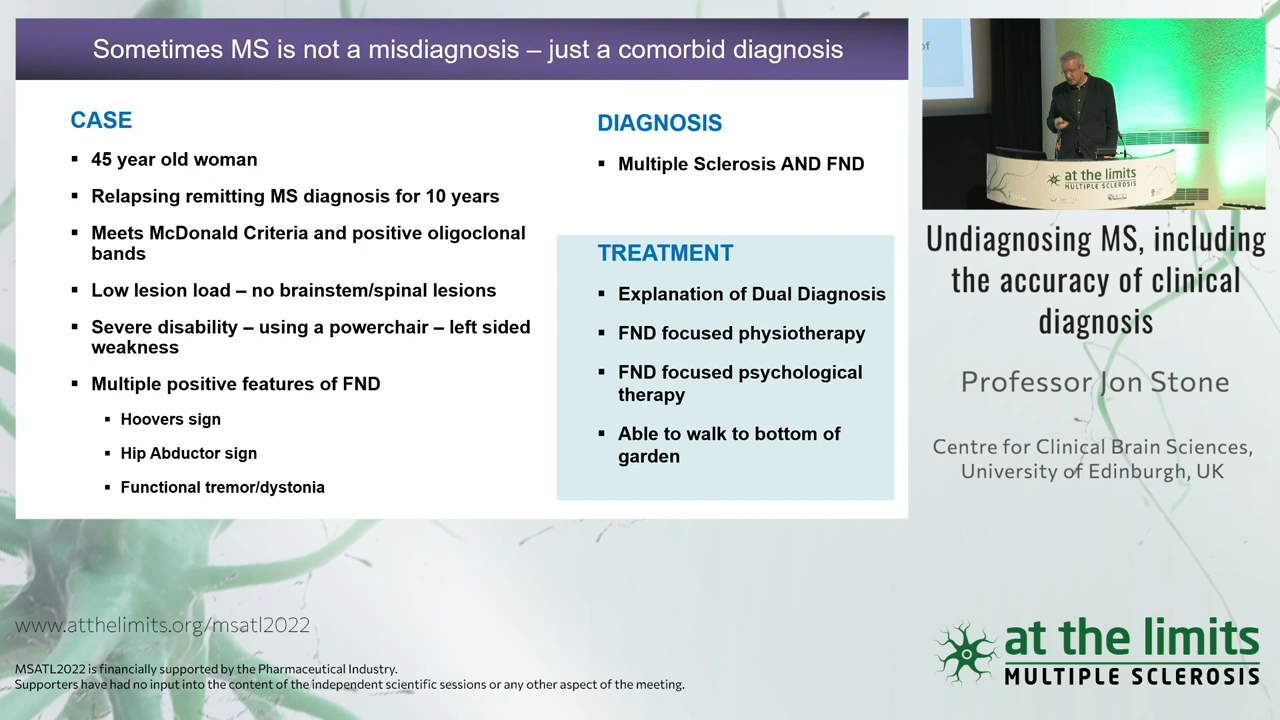 Sometimes MS is not a misdiagnosis – just a comorbid diagnosis
CASE
▪ 45 year old woman
▪ Relapsing remitting MS diagnosis for 10 years
▪ Meets McDonald Criteria and positive oligoclonal
bands
▪ Low lesion load – no brainstem/spinal lesions
▪ Severe disability – using a powerchair – left sided
weakness
▪ Multiple positive features of FND
▪ Hoovers sign
▪ Hip Abductor sign
▪ Functional tremor/dystonia
DIAGNOSIS
▪ Multiple Sclerosis AND FND
TREATMENT
▪ Explanation of Dual Diagnosis
▪ FND focused physiotherapy
▪ FND focused psychological
therapy
▪ Able to walk to bottom of
garden
of
at the limits
MULTIPLE SCLEROSIS
Undiagnosing MS, including
the accuracy of clinical
diagnosis
Professor Jon Stone
Centre for Clinical Brain Sciences,
University of Edinburgh, UK
www.atthelimits.org/msatl2022
MSATL2022 is financially supported by the Pharmaceutical Industry.
Supporters have had no input into the content of the independent scientific sessions or any other aspect of the meeting.
at the limits
MULTIPLE SCLEROSIS